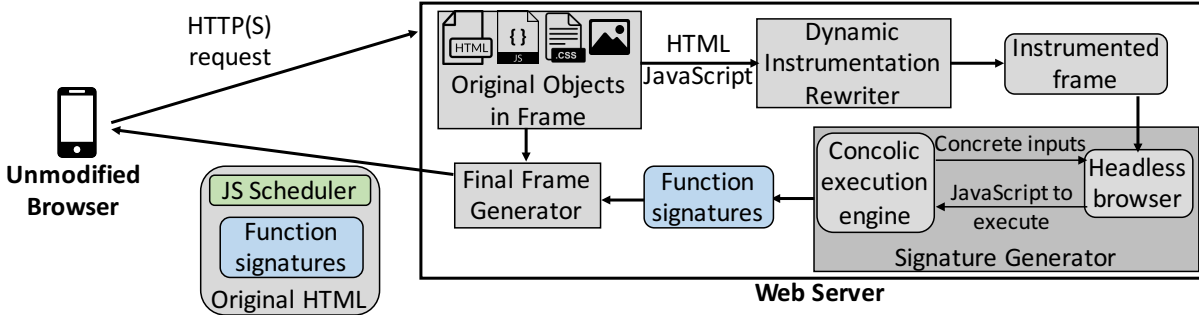 HTTP(S)
request
Unmodified
Browser
HTML
{ }
JS
.CSS
Original Objects
in Frame
HTML
JavaScript
Dynamic
Instrumentation
Rewriter
Instrumented
frame
Concolic
execution
engine
Concrete inputs
Headless
browser
JavaScript to
execute
Signature Generator
Function
signatures
Final Frame
Generator
JS Scheduler
Function
signatures
Original HTML
Web Server